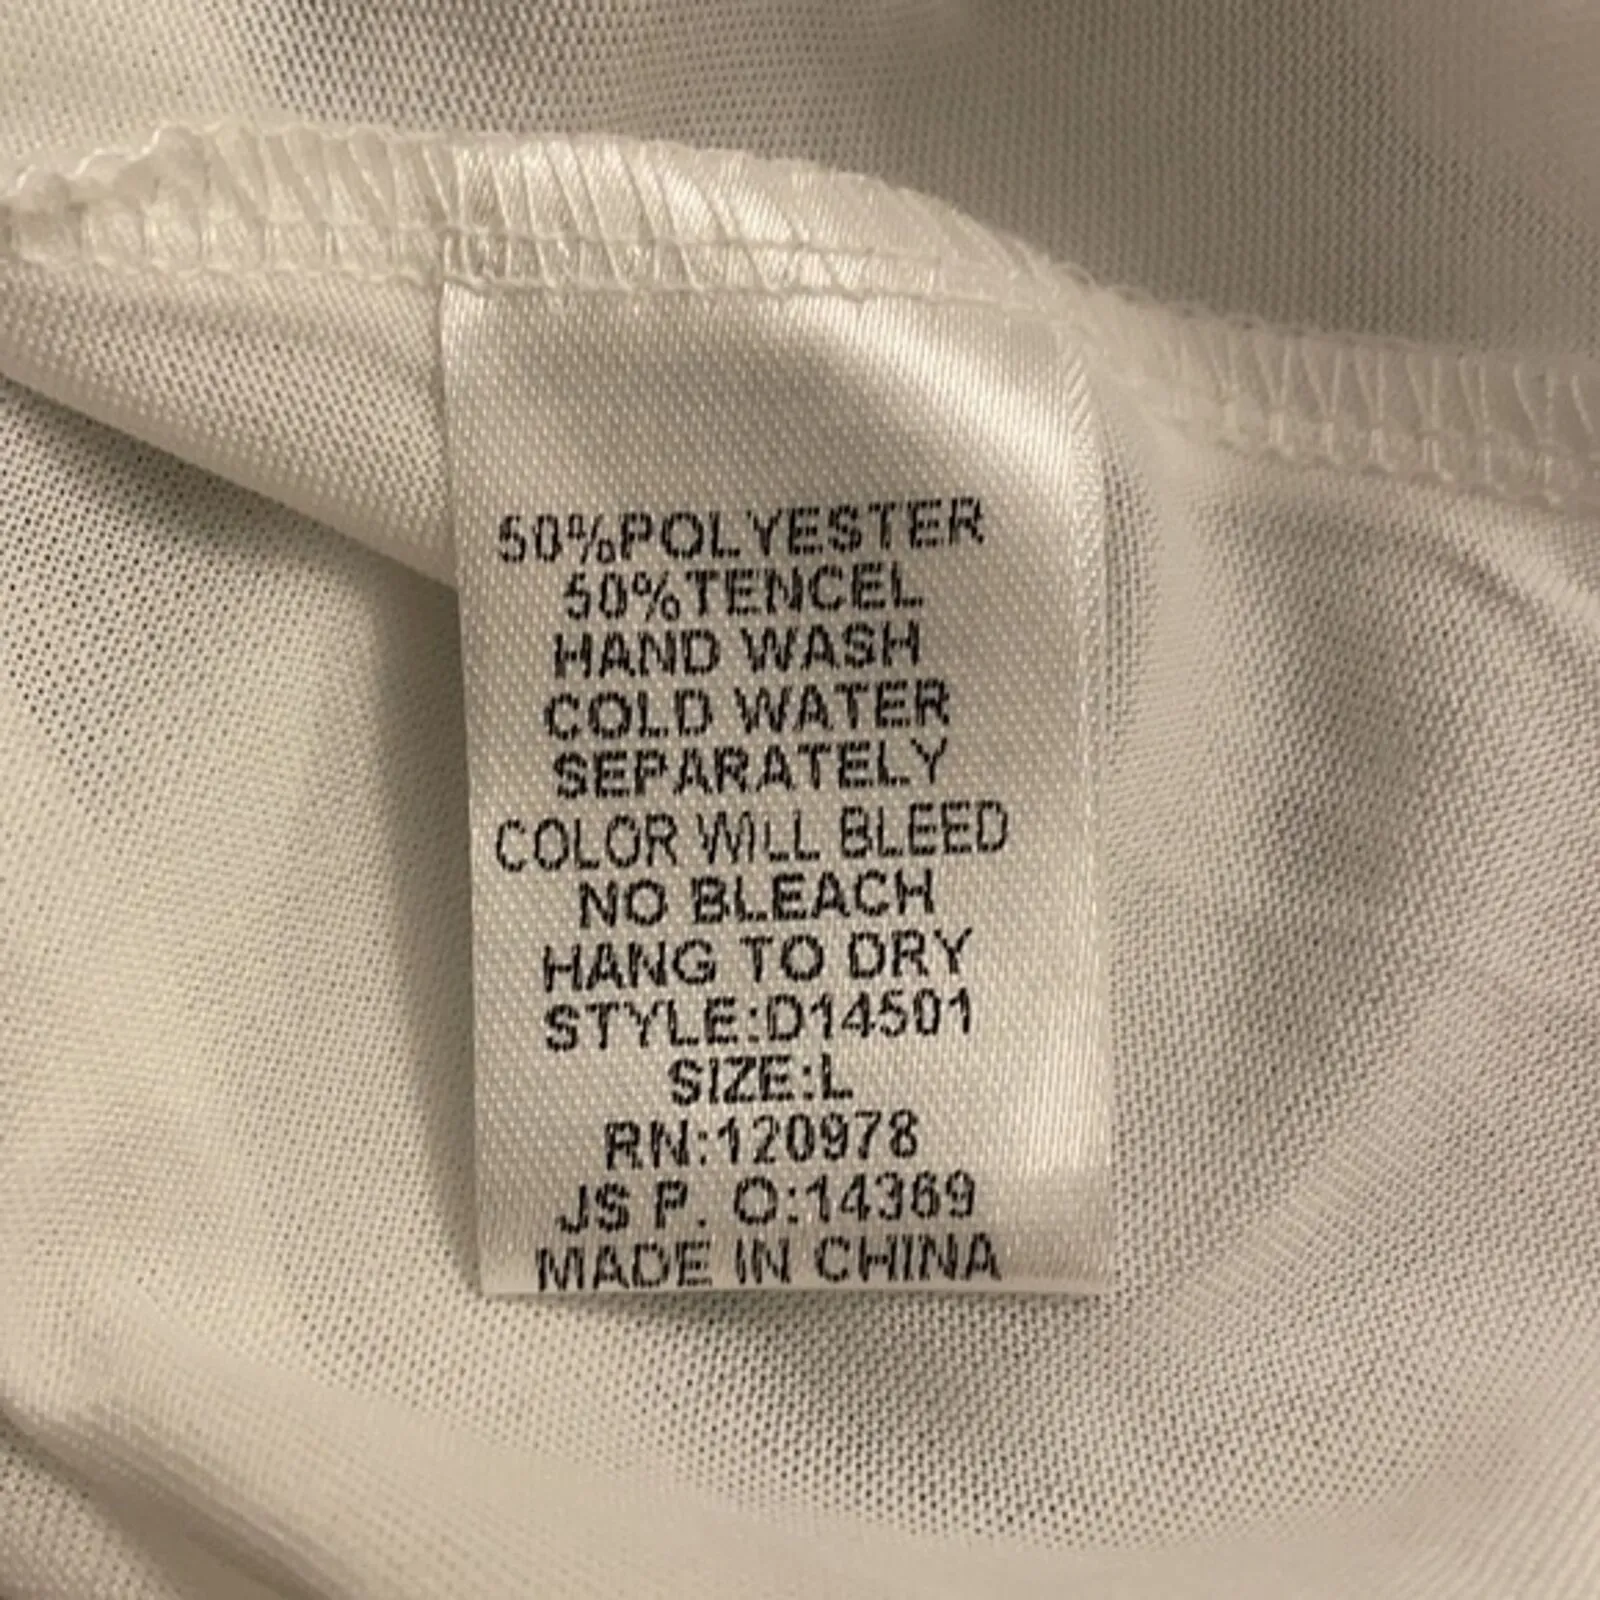 50%POLYESTER
50%TENCEL
HAND WASH
COLD WATER
SEPARATELY
COLOR WILL BLEED
NO BLEACH
HANG TO DRY
STYLE:D14501
SIZE:L
RN:120978
JS P. O:14369
MADE IN CHINA